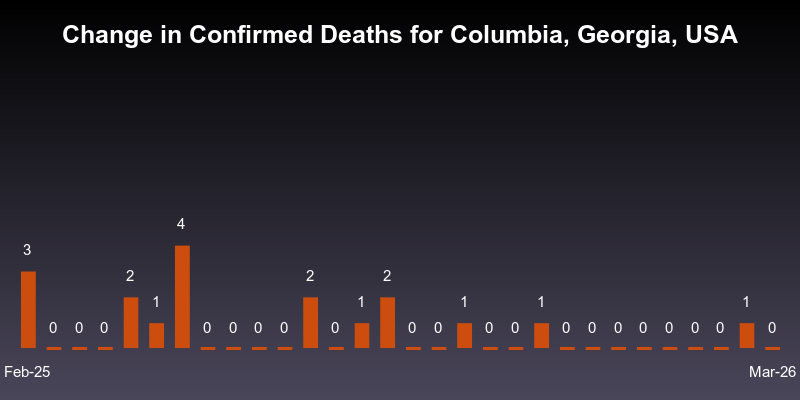 Change in Confirmed Deaths for Columbia, Georgia, USA
3 0 0 0 2 1 4 0 0 0 0 2 0 1 2 0 0 1 0 0 1 0 0 0 0 0 0 0 1 0
Feb-25 Mar-26